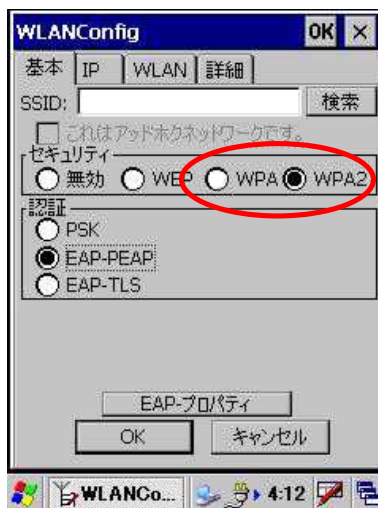 WLANConfig OK ×
基本 IP WLAN 詳細
SSID: 検索
これはアッドホクネットワークです。
セキュリティ
無効 WEP WPA WPA2
認証
PSK
EAP-PEAP
EAP-TLS
EAP-プロパティ
OK キャンセル
WLANCo... 4:12